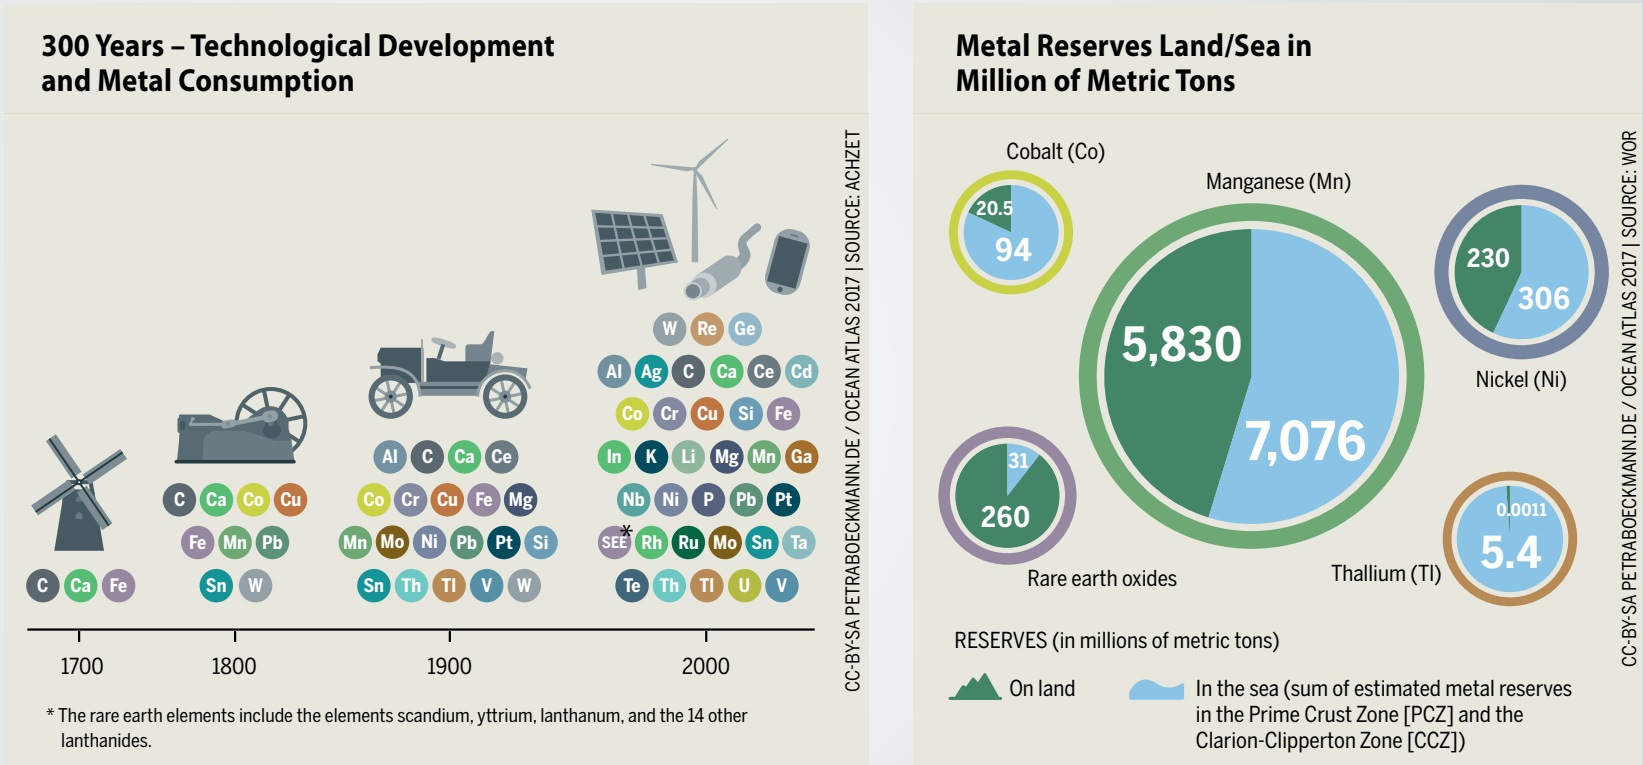 300 Years – Technological Development
and Metal Consumption
W Re Ge
Al Ag C Ca Ce Cd
Co Cr Cu Si Fe
In K Li Mg Mn Ga
Nb Ni P Pb Pt
SEE* Rh Ru Mo Sn Ta
Te Th Tl U V
Al C Ca Ce
Co Cr Cu Fe Mg
Mn Mo Ni Pb Pt Si
Sn Th Tl V W
C Ca Co Cu
Fe Mn Pb
Sn W
C Ca Fe
1700 1800 1900 2000
* The rare earth elements include the elements scandium, yttrium, lanthanum, and the 14 other
lanthanides.
CC-BY-SA PETRABOECKMANN.DE / OCEAN ATLAS 2017 | SOURCE: ACHZET
Metal Reserves Land/Sea in
Million of Metric Tons
Cobalt (Co)
20.5
94
Manganese (Mn)
5,830
7,076
230
306
Nickel (Ni)
31
260
Rare earth oxides
0.0011
5.4
Thallium (Tl)
RESERVES (in millions of metric tons)
On land
In the sea (sum of estimated metal reserves
in the Prime Crust Zone [PCZ] and the
Clarion-Clipperton Zone [CCZ])
CC-BY-SA PETRABOECKMANN.DE / OCEAN ATLAS 2017 | SOURCE: WOR